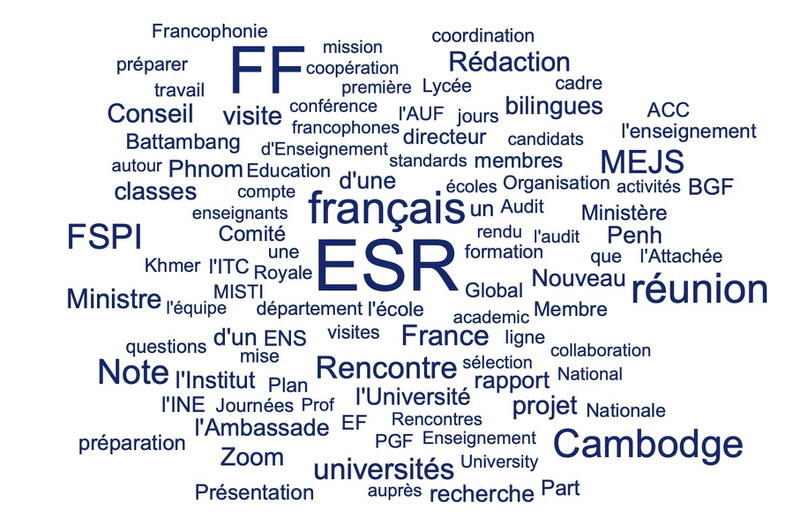 Francophonie
coordination
mission
FF
Rédaction
préparer
coopération
travail
première Lycée
cadre
Conseil visite conférence l'AUF jours bilingues ACC
francophones directeur candidats l'enseignement
Battambang d'Enseignement
autour Phnom Education standards membres MEJS
classes compte d'une écoles Organisation activités BGF
enseignants français un Audit Ministère
FSPI Comité rendu l'audit Penh
une ESR formation que l'Attachée
Khmer l'ITC Royale
Global Nouveau réunion
Ministre MISTI
l'équipe département l'école academic Membre
questions d'un ENS visites France ligne
mise collaboration
Note l'Institut Plan Rencontre sélection rapport National
l'INE Journées Prof l'Université projet Nationale
l'Ambassade EF Rencontres
préparation PGF Enseignement Cambodge
Zoom universités University
Présentation auprès recherche Part